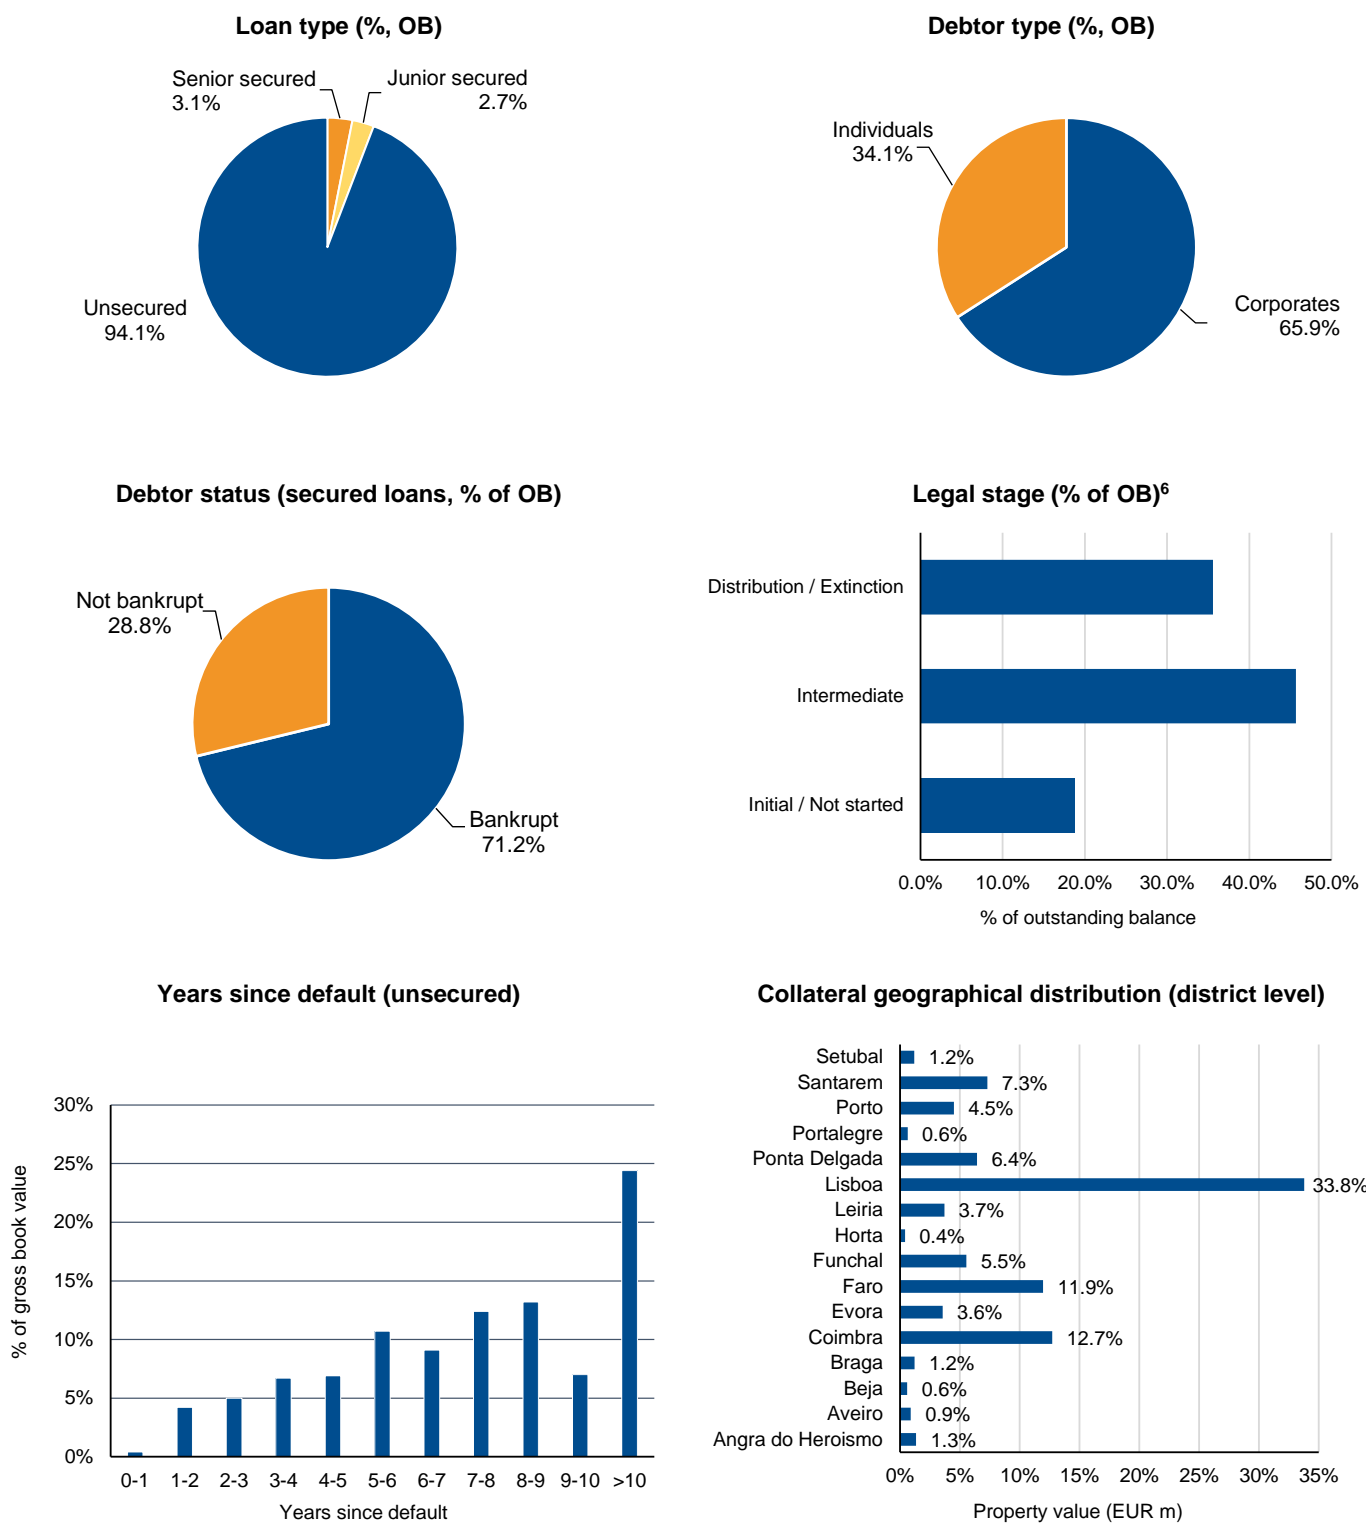 Loan type (%, OB)
Senior secured
3.1%
Junior secured
2.7%
Unsecured
94.1%
Debtor type (%, OB)
Individuals
34.1%
Corporates
65.9%
Debtor status (secured loans, % of OB)
Not bankrupt
28.8%
Bankrupt
71.2%
Legal stage (% of OB)⁶
Distribution / Extinction
Intermediate
Initial / Not started
0.0% 10.0% 20.0% 30.0% 40.0% 50.0%
% of outstanding balance
Years since default (unsecured)
% of gross book value
30%
25%
20%
15%
10%
5%
0%
0-1 1-2 2-3 3-4 4-5 5-6 6-7 7-8 8-9 9-10 >10
Years since default
Collateral geographical distribution (district level)
Setubal 1.2%
Santarem 7.3%
Porto 4.5%
Portalegre 0.6%
Ponta Delgada 6.4%
Lisboa 33.8%
Leiria 3.7%
Horta 0.4%
Funchal 5.5%
Faro 11.9%
Evora 3.6%
Coimbra 12.7%
Braga 1.2%
Beja 0.6%
Aveiro 0.9%
Angra do Heroismo 1.3%
0% 5% 10% 15% 20% 25% 30% 35%
Property value (EUR m)